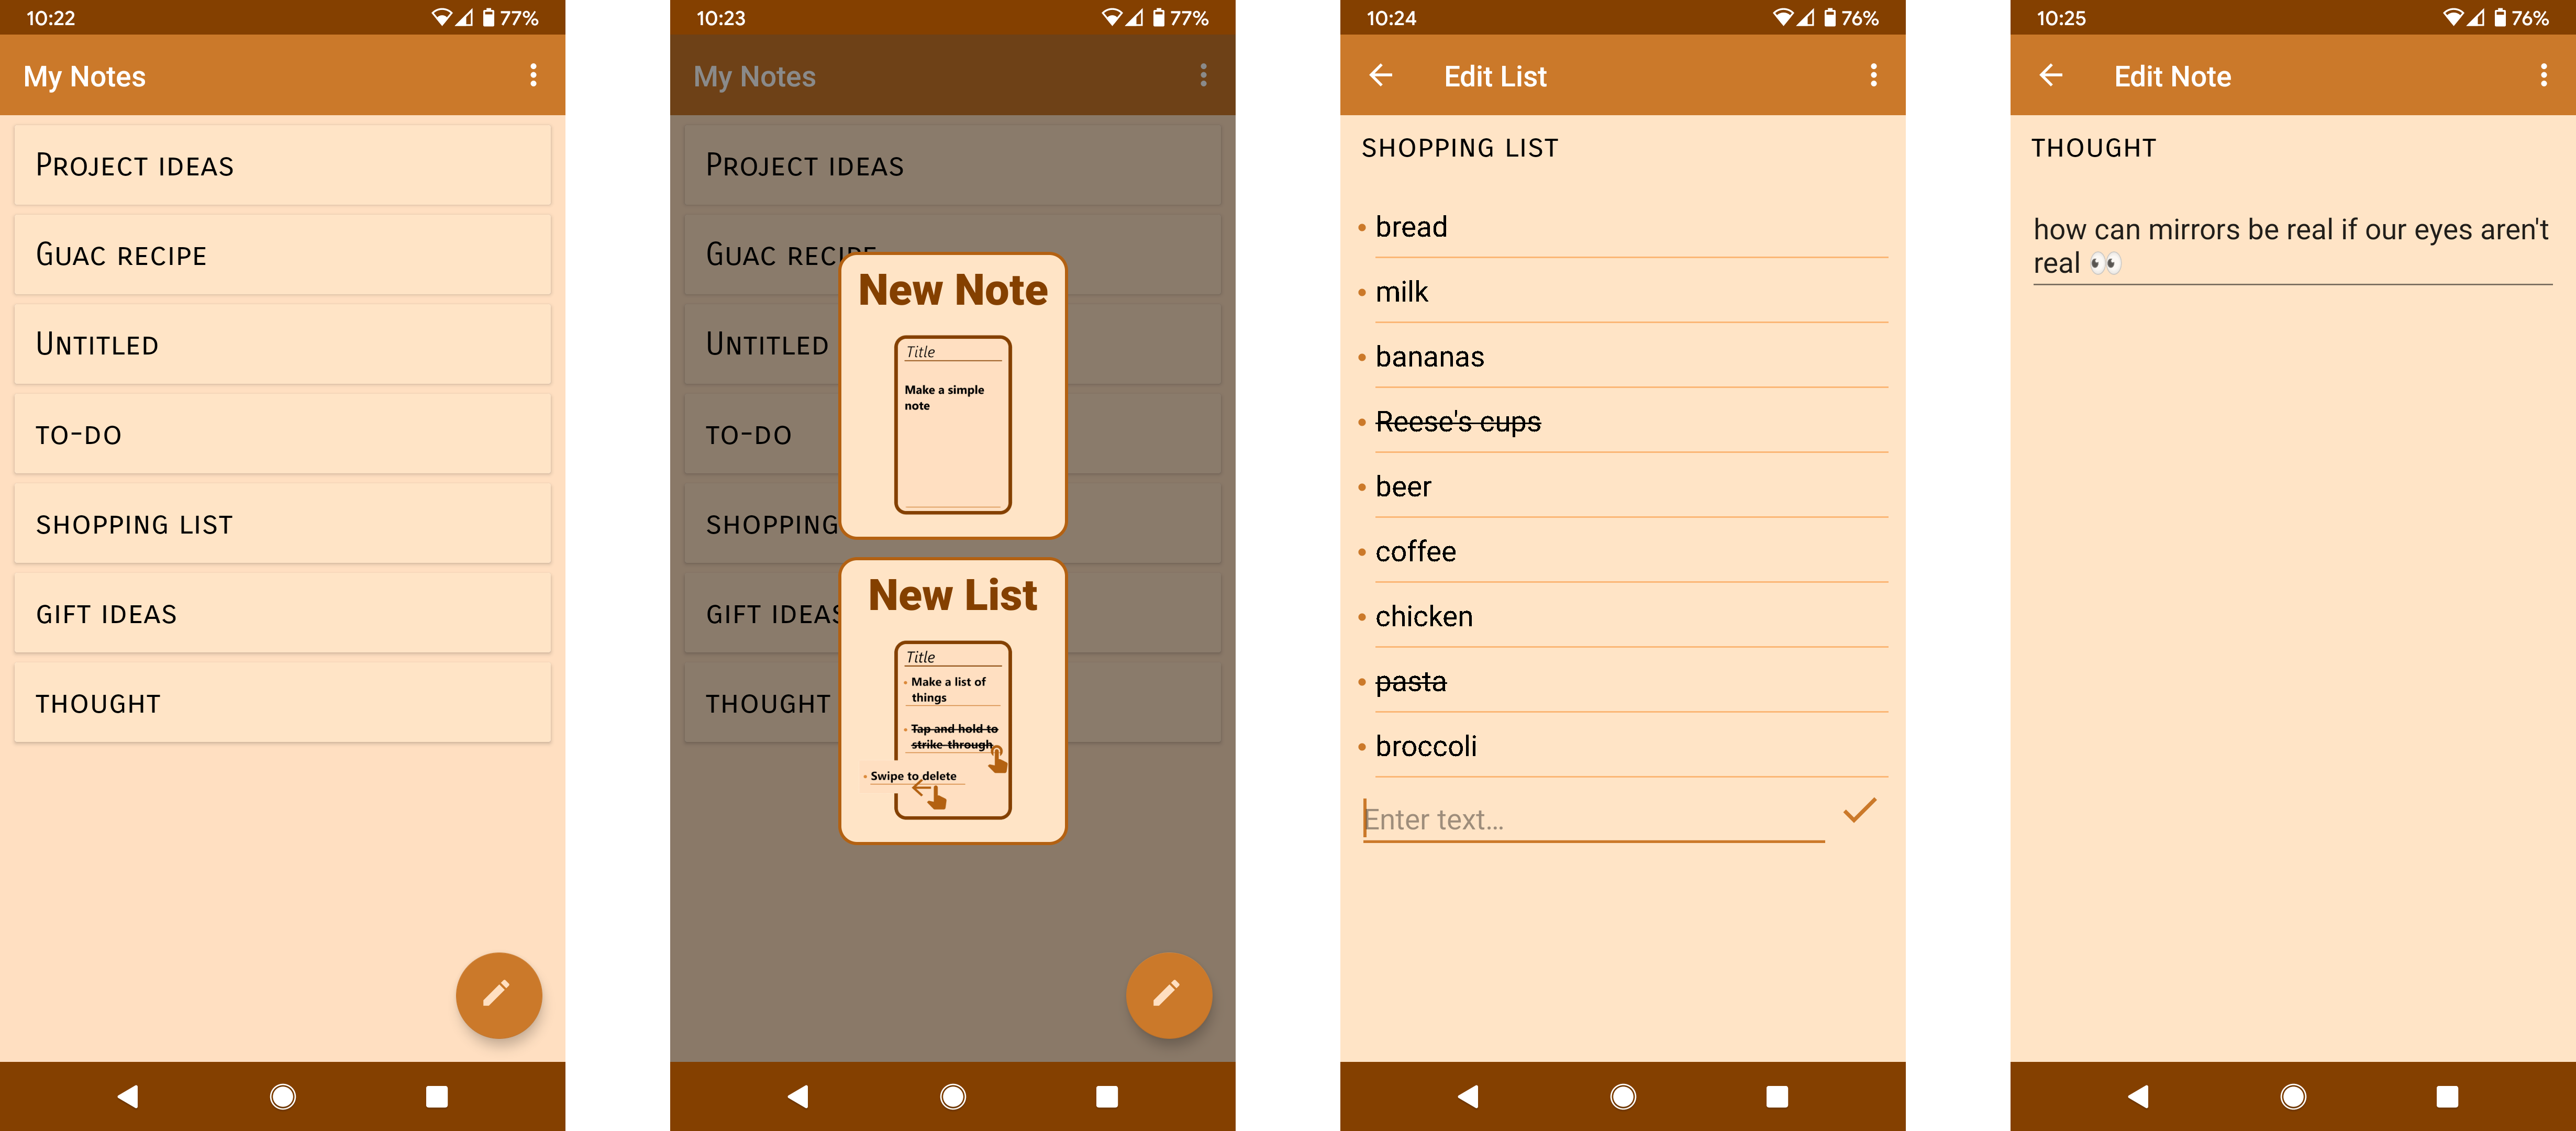 10:22
77%
My Notes
Project ideas
Guac recipe
Untitled
to-do
shopping list
gift ideas
thought
10:23
77%
My Notes
Project ideas
Guac recipe
Untitled
to-do
shopping
gift ideas
thought
New Note
Title
Make a simple
note
New List
Title
• Make a list of
things
• Tap and hold to
strike-through
• Swipe to delete
10:24
76%
Edit List
shopping list
• bread
• milk
• bananas
• Reese's cups
• beer
• coffee
• chicken
• pasta
• broccoli
Enter text...
10:25
76%
Edit Note
thought
how can mirrors be real if our eyes aren't
real 👀